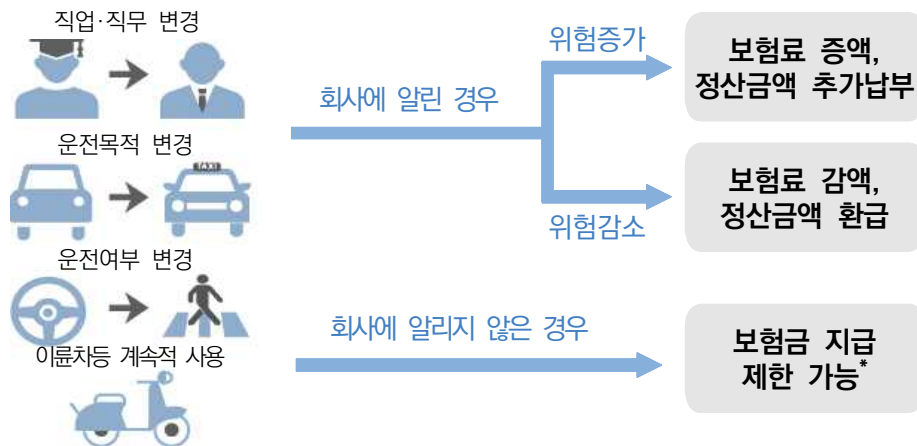 직업·직무 변경
운전목적 변경
TAXI
운전여부 변경
이륜차등 계속적 사용
회사에 알린 경우
위험증가
보험료 증액,
정산금액 추가납부
위험감소
보험료 감액,
정산금액 환급
회사에 알리지 않은 경우
보험금 지급
제한 가능*